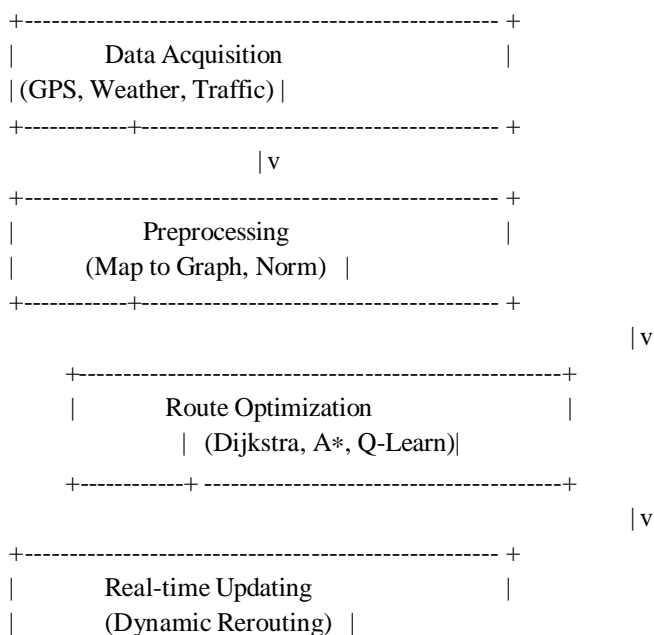 +----------------------------------------------------- +
| Data Acquisition |
| (GPS, Weather, Traffic) |
+------------+---------------------------------------- +
| v
+----------------------------------------------------- +
| Preprocessing |
| (Map to Graph, Norm) |
+------------+---------------------------------------- +
| v
+------------------------------------------------------+
| Route Optimization |
| (Dijkstra, A*, Q-Learn)|
+------------+ ----------------------------------------+
| v
+----------------------------------------------------- +
| Real-time Updating |
| (Dynamic Rerouting) |